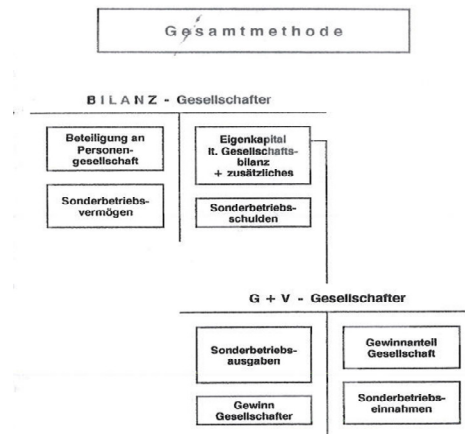 Gesamtmethode
BILANZ - Gesellschafter
Beteiligung an
Personen-
gesellschaft
Eigenkapital
lt. Gesellschafts-
bilanz
+ zusätzliches
Sonderbetriebs-
vermögen
Sonderbetriebs-
schulden
G + V - Gesellschafter
Sonderbetriebs-
ausgaben
Gewinnanteil
Gesellschaft
Gewinn
Gesellschafter
Sonderbetriebs-
einnahmen